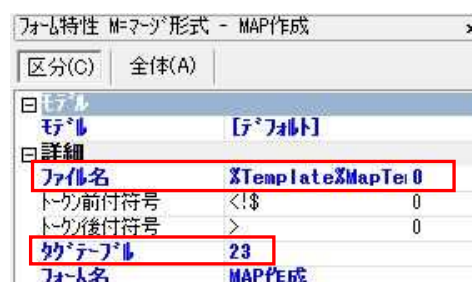 ﾌｫｰﾑ特性 M=ﾏｰｼﾞ形式 - MAP作成 ×
区分(C) 全体(A)
ﾓﾃﾞﾙ
ﾓﾃﾞﾙ [ﾃﾞﾌｫﾙﾄ]
詳細
ﾌｧｲﾙ名 %Template%MapTe 0
ﾄｰｸﾝ前付符号 <!$ 0
ﾄｰｸﾝ後付符号 > 0
ﾀｸﾞﾃｰﾌﾞﾙ 23
ﾌｫｰﾑ名 MAP作成